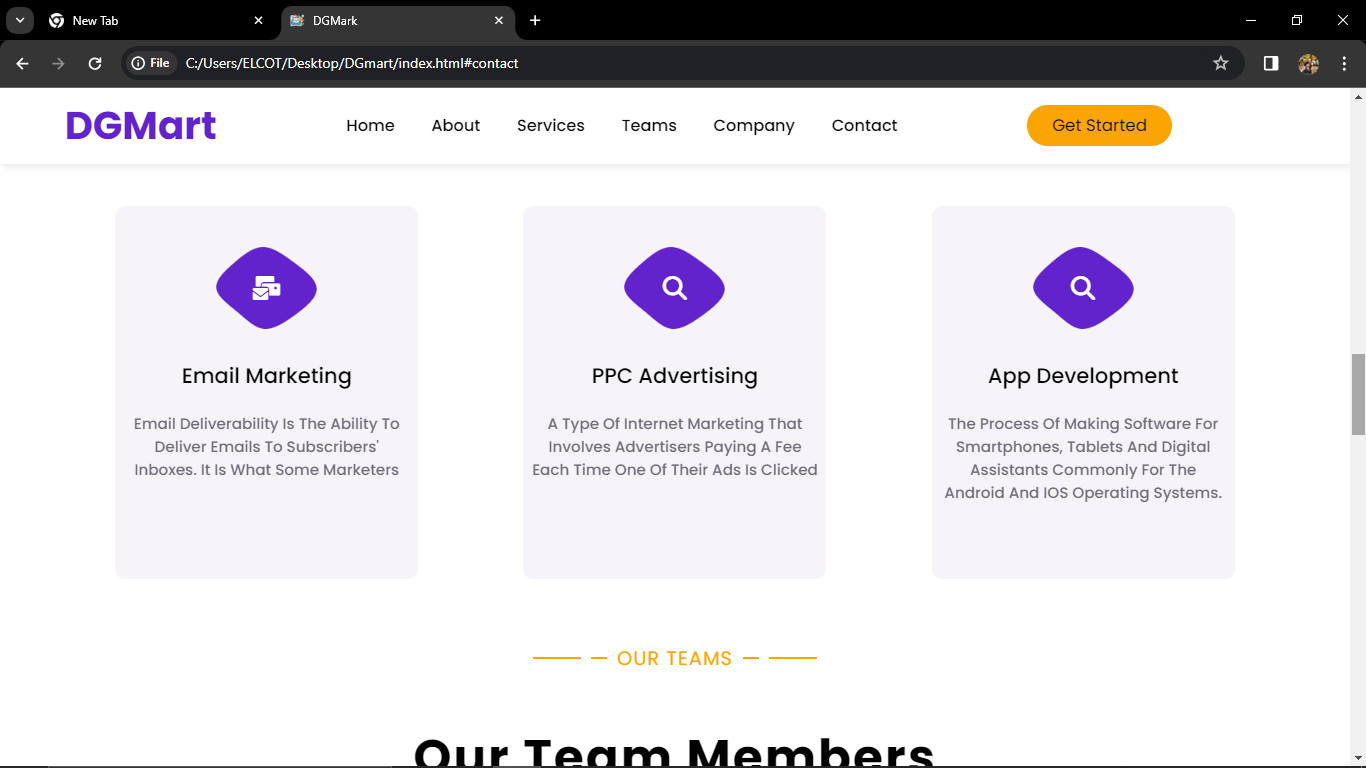 New Tab
DGMark
File
C:/Users/ELCOT/Desktop/DGmart/index.html#contact
DGMart
Home
About
Services
Teams
Company
Contact
Get Started
Email Marketing
Email Deliverability Is The Ability To
Deliver Emails To Subscribers'
Inboxes. It Is What Some Marketers
PPC Advertising
A Type Of Internet Marketing That
Involves Advertisers Paying A Fee
Each Time One Of Their Ads Is Clicked
App Development
The Process Of Making Software For
Smartphones, Tablets And Digital
Assistants Commonly For The
Android And IOS Operating Systems.
OUR TEAMS
Our Team Members